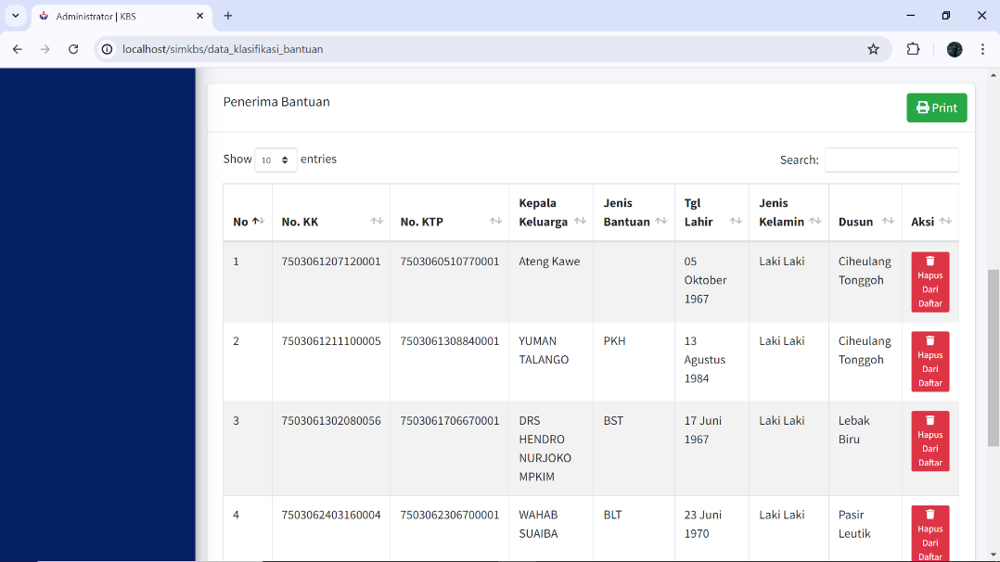 Administrator | KBS
localhost/simkbs/data_klasifikasi_bantuan
Penerima Bantuan
Print
Show 10 entries
Search:
No
No. KK
No. KTP
Kepala
Keluarga
Jenis
Bantuan
Tgl
Lahir
Jenis
Kelamin
Dusun
Aksi
1
7503061207120001
7503060510770001
Ateng Kawe
05
Oktober
1967
Laki Laki
Ciheulang
Tonggoh
Hapus
Dari
Daftar
2
7503061211100005
7503061308840001
YUMAN
TALANGO
PKH
13
Agustus
1984
Laki Laki
Ciheulang
Tonggoh
Hapus
Dari
Daftar
3
7503061302080056
7503061706670001
DRS
HENDRO
NURJOKO
MPKIM
BST
17 Juni
1967
Laki Laki
Lebak
Biru
Hapus
Dari
Daftar
4
7503062403160004
7503062306700001
WAHAB
SUAIBA
BLT
23 Juni
1970
Laki Laki
Pasir
Leutik
Hapus
Dari
Daftar